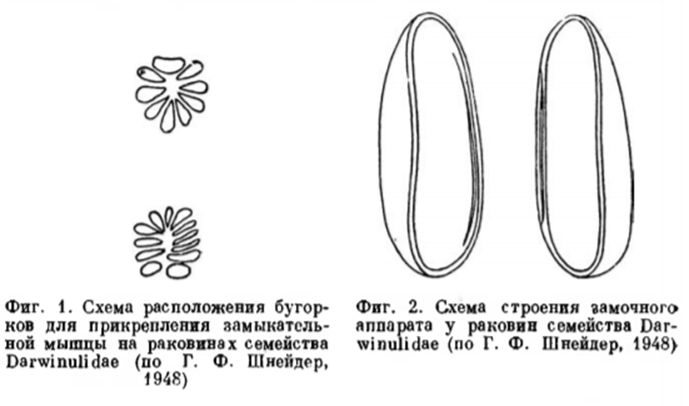 Фиг. 1. Схема расположения бугор-
ков для прикрепления замыкатель-
ной мышцы на раковинах семейства
Darwinulidae (по Г. Ф. Шнейдер,
1948)
Фиг. 2. Схема строения замочного
аппарата у раковин семейства Dar-
winulidae (по Г. Ф. Шнейдер, 1948)